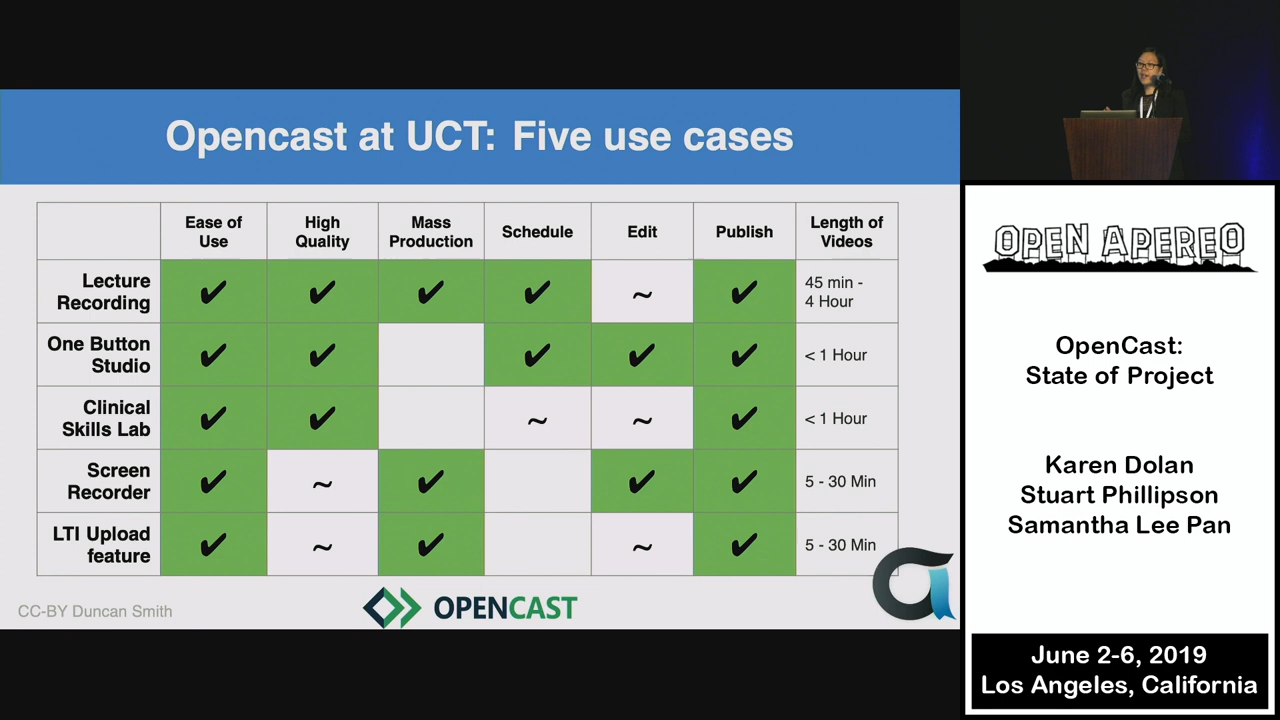 Opencast at UCT: Five use cases
Ease of
Use
High
Quality
Mass
Production
Schedule
Edit
Publish
Length of
Videos
Lecture
Recording
✔ ✔ ✔ ✔ ~ ✔
45 min -
4 Hour
One Button
Studio
✔ ✔ ✔ ✔ ✔
< 1 Hour
Clinical
Skills Lab
✔ ✔ ~ ~ ✔
< 1 Hour
Screen
Recorder
✔ ~ ✔ ✔ ✔
5 - 30 Min
LTI Upload
feature
✔ ~ ✔ ~ ✔
5 - 30 Min
CC-BY Duncan Smith
OPENCAST
OPEN APEREO
OpenCast:
State of Project
Karen Dolan
Stuart Phillipson
Samantha Lee Pan
June 2-6, 2019
Los Angeles, California